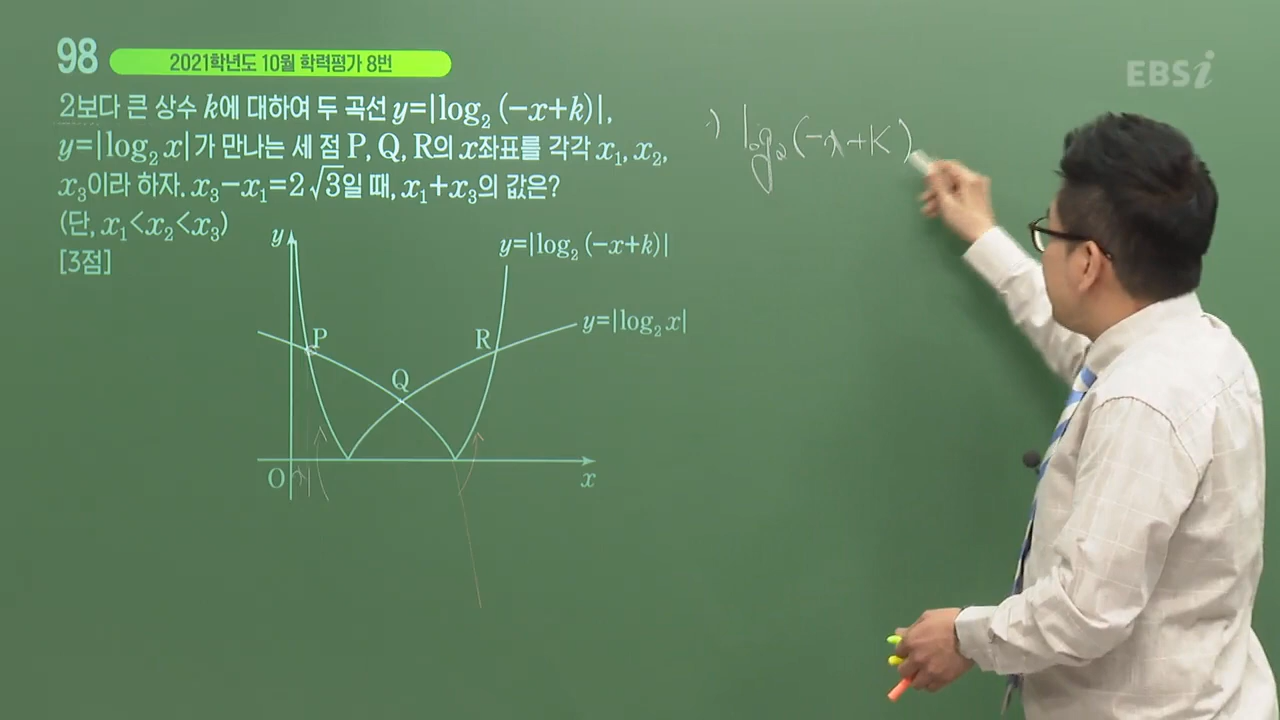 98 2021학년도 10월 학력평가 8번
EBSi
2보다 큰 상수 k에 대하여 두 곡선 y=|log₂(−x+k)|,
y=|log₂x|가 만나는 세 점 P, Q, R의 x좌표를 각각 x₁, x₂,
x₃이라 하자. x₃−x₁=2√3일 때, x₁+x₃의 값은?
(단, x₁<x₂<x₃)
[3점]
y
y=|log₂(−x+k)|
y=|log₂x|
P
R
Q
O
x
log₂(−x+k)